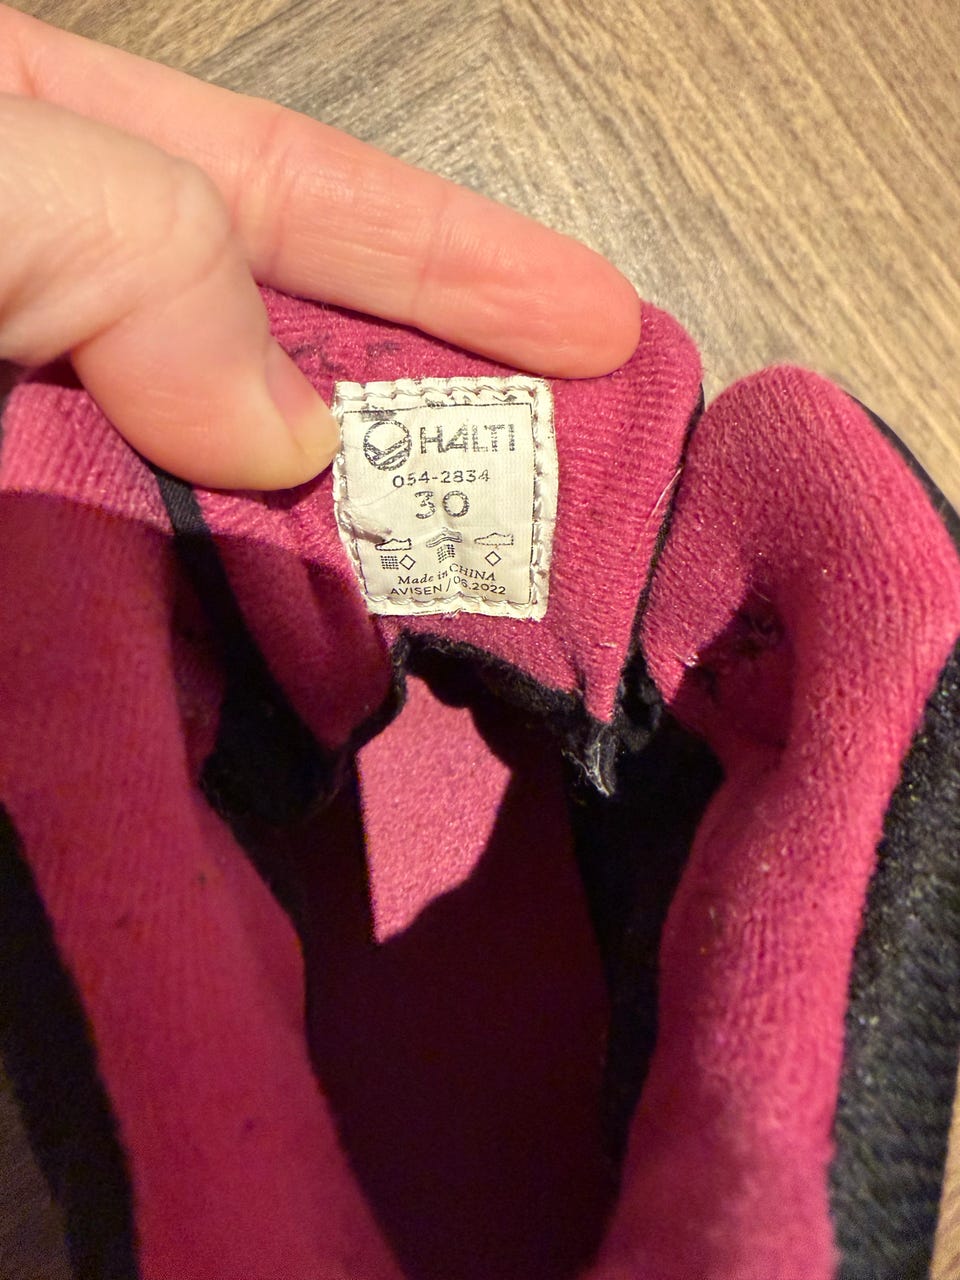 HALTI
054-2834
30
Made in CHINA
AVISEN / 06.2022